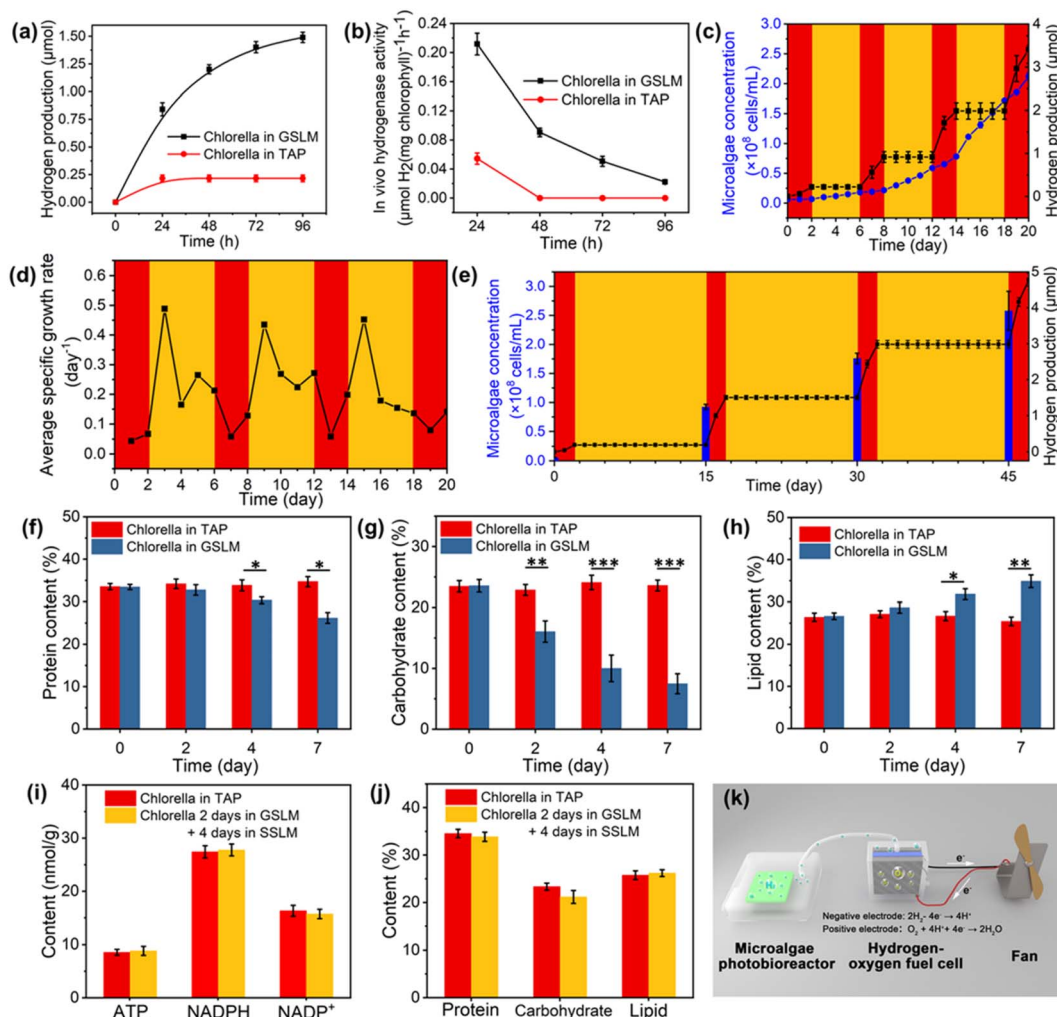 (a)
Hydrogen production (μmol)
1.50
1.25
1.00
0.75
0.50
0.25
0.00
Chlorella in GSLM
Chlorella in TAP
0 24 48 72 96
Time (h)
(b)
In vivo hydrogenase activity
(μmol H2(mg chlorophyll)-1h-1)
0.24
0.20
0.16
0.12
0.08
0.04
0.00
Chlorella in GSLM
Chlorella in TAP
24 48 72 96
Time (h)
(c)
Microalgae concentration
(×10⁸ cells/mL)
3.0
2.5
2.0
1.5
1.0
0.5
0.0
Hydrogen production (μmol)
4
3
2
1
0
0 2 4 6 8 10 12 14 16 18 20
Time (day)
(d)
Average specific growth rate
(day⁻¹)
0.6
0.5
0.4
0.3
0.2
0.1
0.0
0 2 4 6 8 10 12 14 16 18 20
Time (day)
(e)
Microalgae concentration
(×10⁸ cells/mL)
3.0
2.5
2.0
1.5
1.0
0.5
0.0
Hydrogen production (μmol)
5
4
3
2
1
0
0 15 30 45
Time (day)
(f)
Protein content (%)
50
40
30
20
10
0
Chlorella in TAP
Chlorella in GSLM
* *
0 2 4 7
Time (day)
(g)
Carbohydrate content (%)
30
20
10
0
Chlorella in TAP
Chlorella in GSLM
** *** ***
0 2 4 7
Time (day)
(h)
Lipid content (%)
50
40
30
20
10
0
Chlorella in TAP
Chlorella in GSLM
* **
0 2 4 7
Time (day)
(i)
Content (nmol/g)
40
30
20
10
0
Chlorella in TAP
Chlorella 2 days in GSLM
+ 4 days in SSLM
ATP NADPH NADP⁺
(j)
Content (%)
40
30
20
10
0
Chlorella in TAP
Chlorella 2 days in GSLM
+ 4 days in SSLM
Protein Carbohydrate Lipid
(k)
H₂
e⁻
e⁻
Negative electrode: 2H₂- 4e⁻ → 4H⁺
Positive electrode: O₂ + 4H⁺+ 4e⁻ → 2H₂O
Microalgae
photobioreactor
Hydrogen-
oxygen fuel cell
Fan